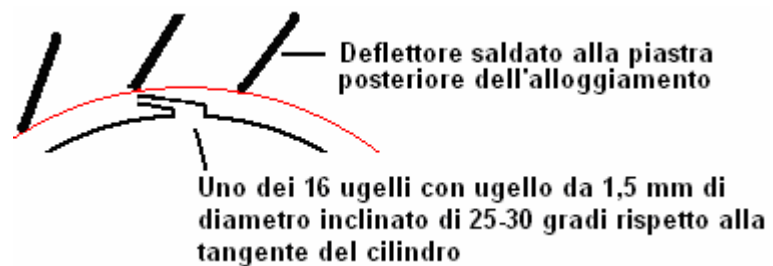 Deflettore saldato alla piastra
posteriore dell'alloggiamento
Uno dei 16 ugelli con ugello da 1,5 mm di
diametro inclinato di 25-30 gradi rispetto alla
tangente del cilindro